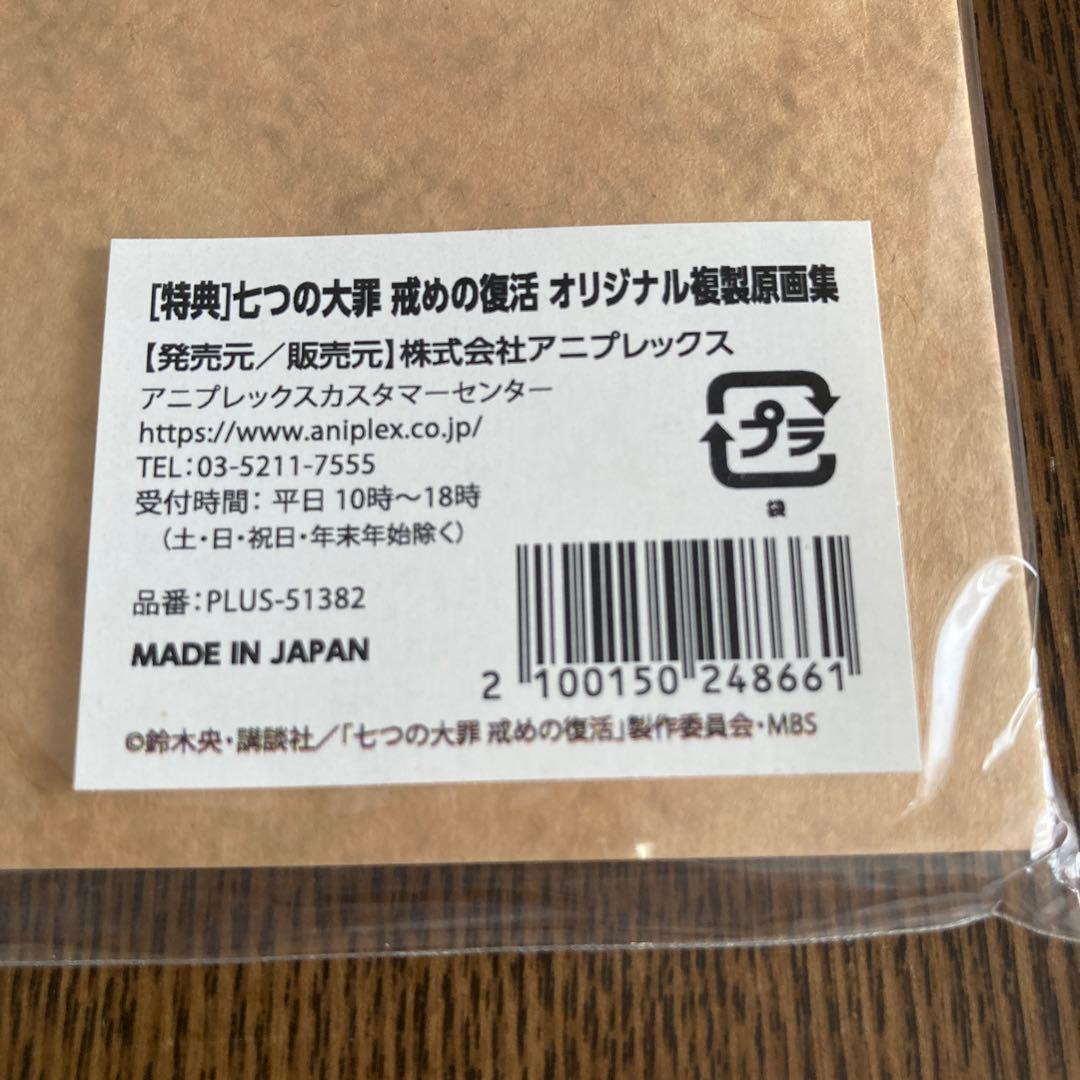 [特典]七つの大罪 戒めの復活 オリジナル複製原画集
【発売元／販売元】株式会社アニプレックス
アニプレックスカスタマーセンター
https://www.aniplex.co.jp/
TEL:03-5211-7555
受付時間: 平日 10時～18時
(土・日・祝日・年末年始除く)
プラ
袋
品番:PLUS-51382
MADE IN JAPAN
2 100150 248661
©鈴木央・講談社／「七つの大罪 戒めの復活」製作委員会・MBS